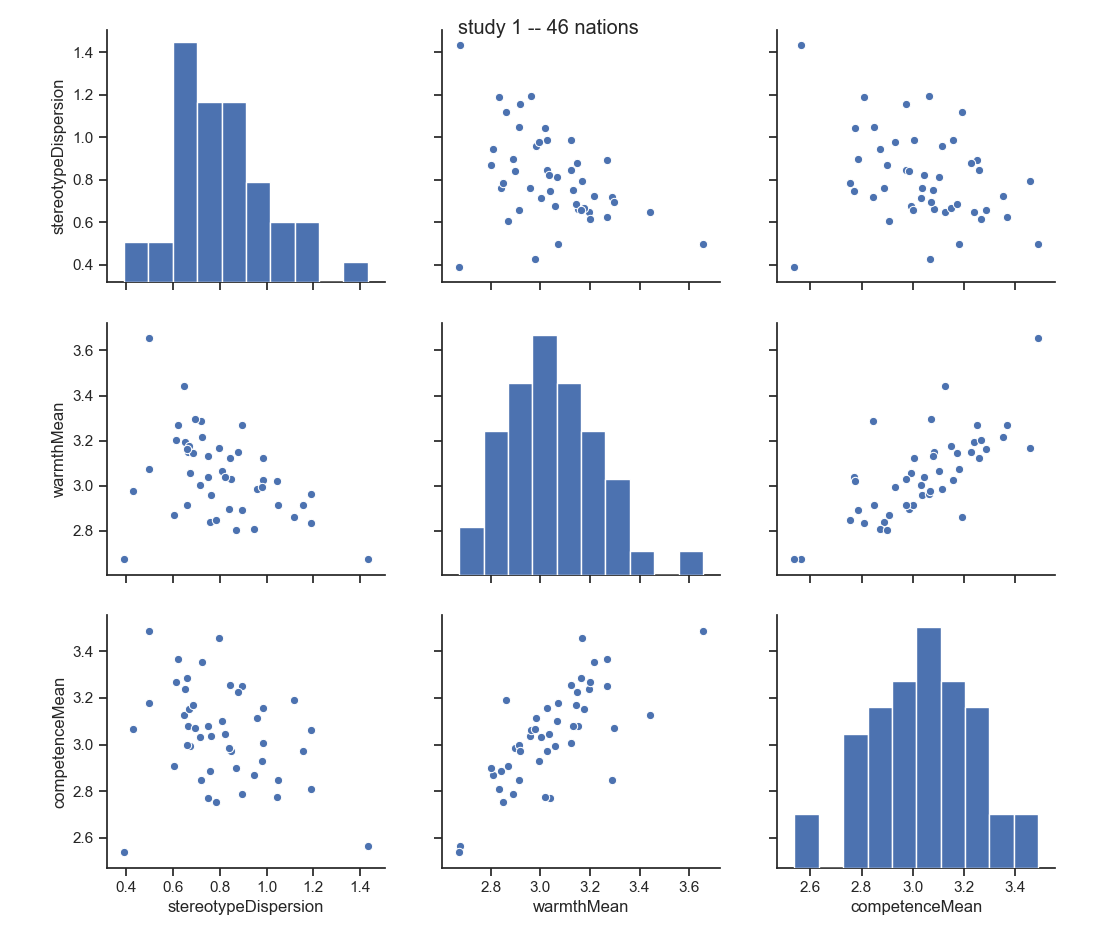 study 1 -- 46 nations
stereotypeDispersion
1.4
1.2
1.0
0.8
0.6
0.4
warmthMean
3.6
3.4
3.2
3.0
2.8
competenceMean
3.4
3.2
3.0
2.8
2.6
0.4 0.6 0.8 1.0 1.2 1.4
2.8 3.0 3.2 3.4 3.6
2.6 2.8 3.0 3.2 3.4
stereotypeDispersion
warmthMean
competenceMean